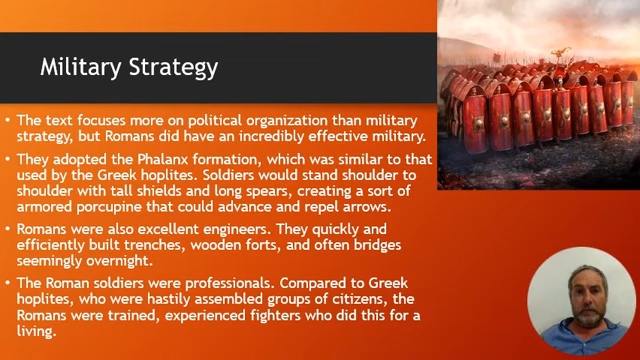 Military Strategy
• The text focuses more on political organization than military
strategy, but Romans did have an incredibly effective military.
• They adopted the Phalanx formation, which was similar to that
used by the Greek hoplites. Soldiers would stand shoulder to
shoulder with tall shields and long spears, creating a sort of
armored porcupine that could advance and repel arrows.
• Romans were also excellent engineers. They quickly and
efficiently built trenches, wooden forts, and often bridges
seemingly overnight.
• The Roman soldiers were professionals. Compared to Greek
hoplites, who were hastily assembled groups of citizens, the
Romans were trained, experienced fighters who did this for a
living.